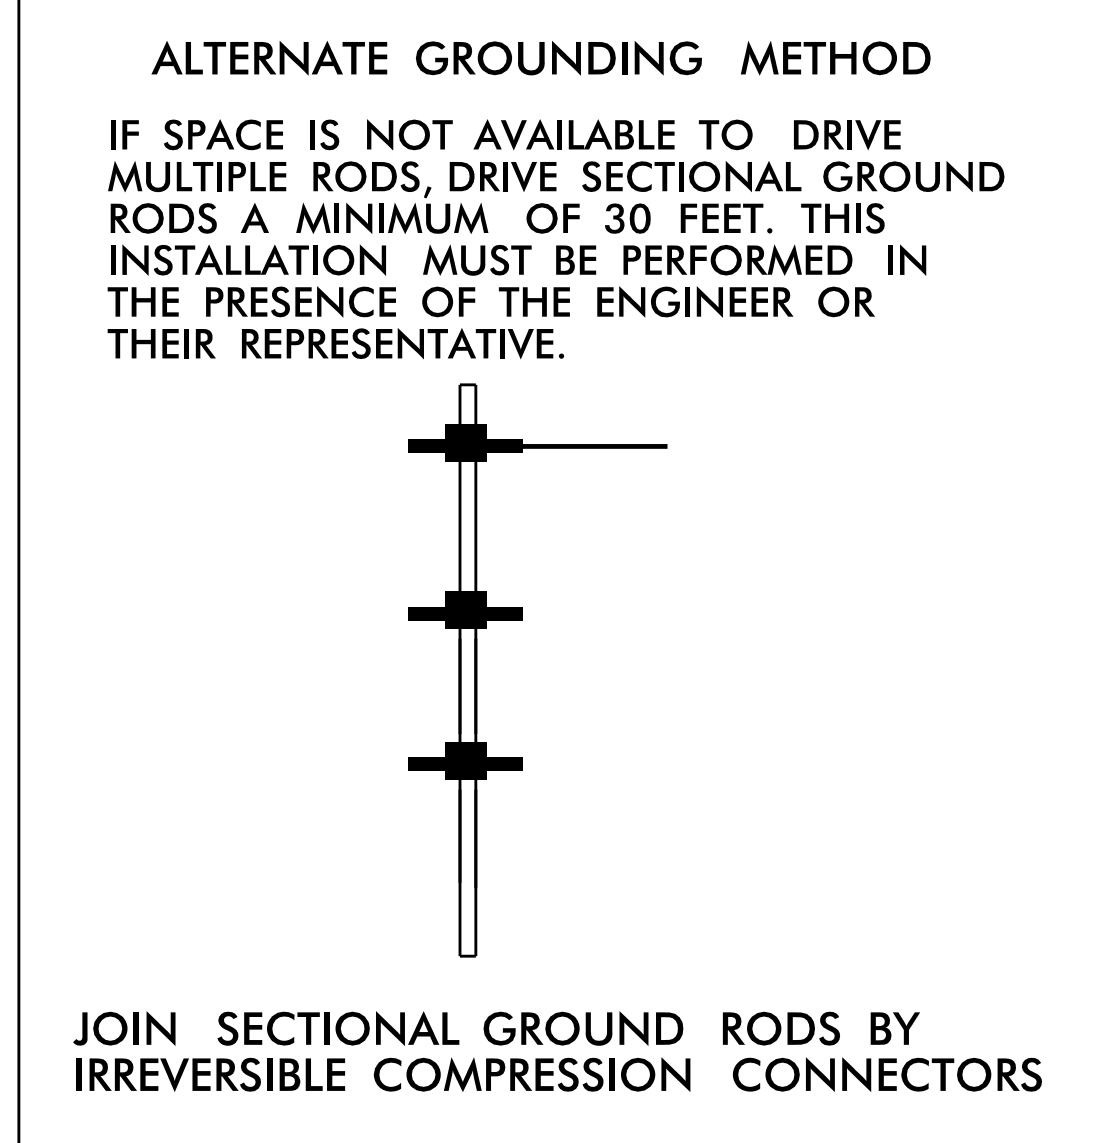 ALTERNATE GROUNDING METHOD
IF SPACE IS NOT AVAILABLE TO DRIVE
MULTIPLE RODS, DRIVE SECTIONAL GROUND
RODS A MINIMUM OF 30 FEET. THIS
INSTALLATION MUST BE PERFORMED IN
THE PRESENCE OF THE ENGINEER OR
THEIR REPRESENTATIVE.
JOIN SECTIONAL GROUND RODS BY
IRREVERSIBLE COMPRESSION CONNECTORS